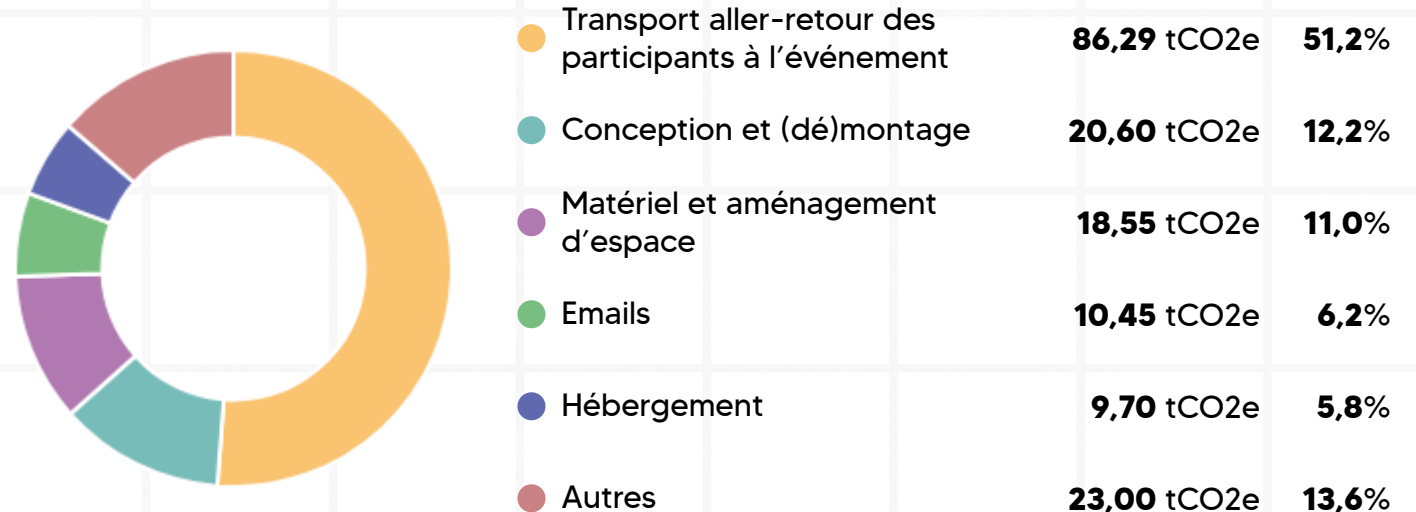 Transport aller-retour des
participants à l’événement
86,29 tCO2e 51,2%
Conception et (dé)montage 20,60 tCO2e 12,2%
Matériel et aménagement
d’espace
18,55 tCO2e 11,0%
Emails 10,45 tCO2e 6,2%
Hébergement 9,70 tCO2e 5,8%
Autres 23,00 tCO2e 13,6%